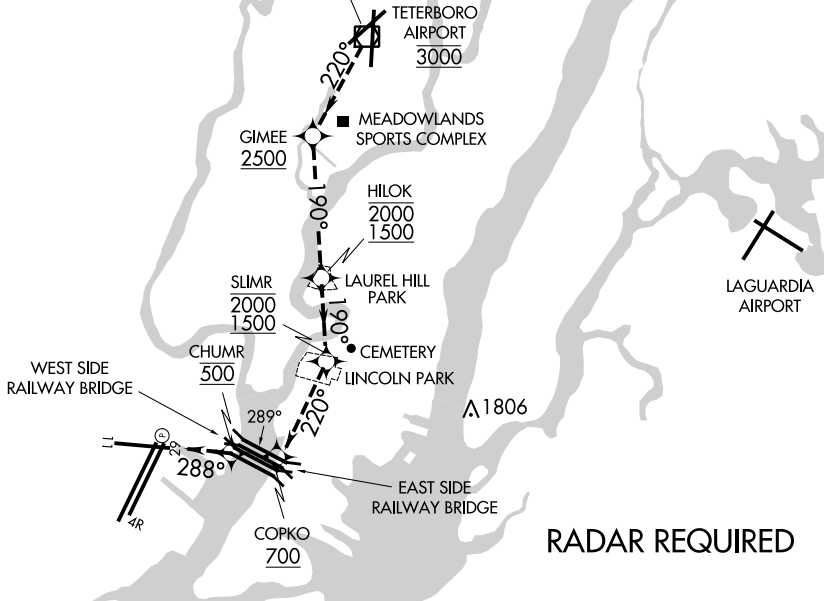 TETERBORO
AIRPORT
3000
220°
MEADOWLANDS
SPORTS COMPLEX
GIMEE
2500
190°
HILOK
2000
1500
LAUREL HILL
PARK
LAGUARDIA
AIRPORT
SLIMR
2000
1500
190°
CEMETERY
LINCOLN PARK
CHUMR
500
WEST SIDE
RAILWAY BRIDGE
220°
289°
1806
11
P
29
288°
4R
EAST SIDE
RAILWAY BRIDGE
COPKO
700
RADAR REQUIRED